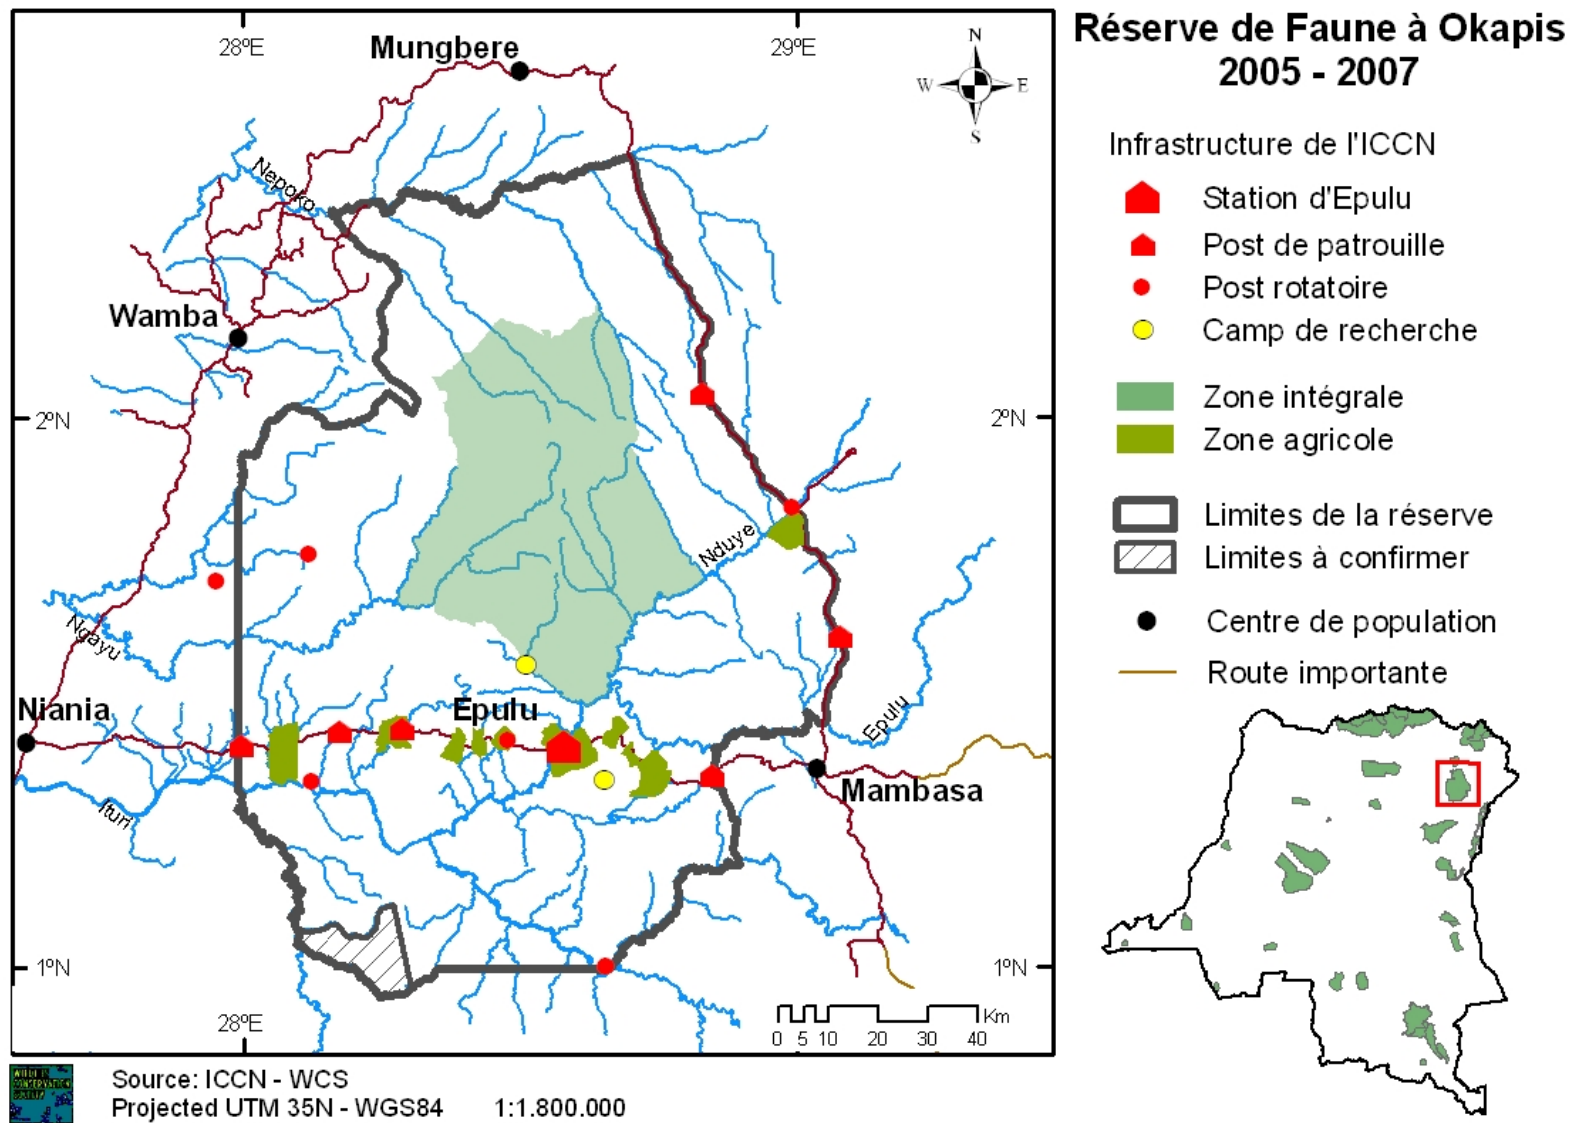 Réserve de Faune à Okapis
2005 - 2007
28ºE
29ºE
Mungbere
N
W
E
S
Nepoko
Wamba
2ºN
2ºN
Nduye
Ngayu
Niania
Epulu
Epulu
Mambasa
Ituri
1ºN
1ºN
28ºE
Km
0 5 10 20 30 40
Infrastructure de l'ICCN
Station d'Epulu
Post de patrouille
Post rotatoire
Camp de recherche
Zone intégrale
Zone agricole
Limites de la réserve
Limites à confirmer
Centre de population
Route importante
WILDLIFE
CONSERVATION
SOCIETY
Source: ICCN - WCS
Projected UTM 35N - WGS84 1:1.800.000